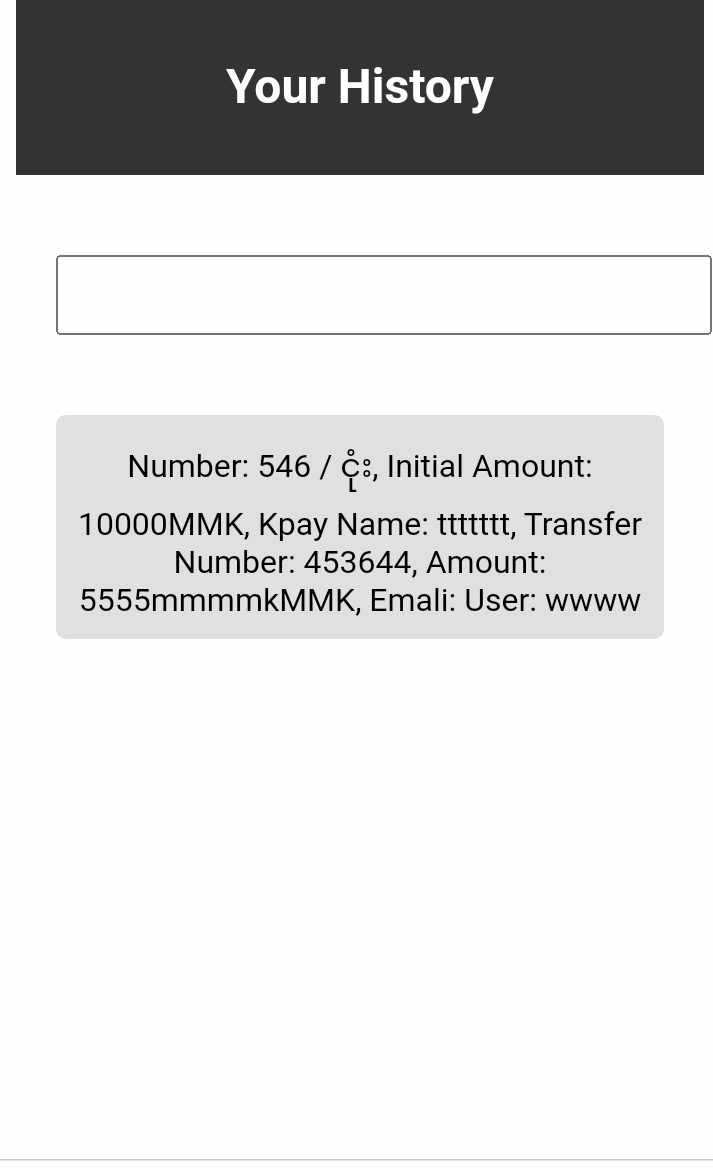 Your History
Number: 546 / င့ုံး, Initial Amount:
10000MMK, Kpay Name: ttttttt, Transfer
Number: 453644, Amount:
5555mmmmkMMK, Emali: User: wwww